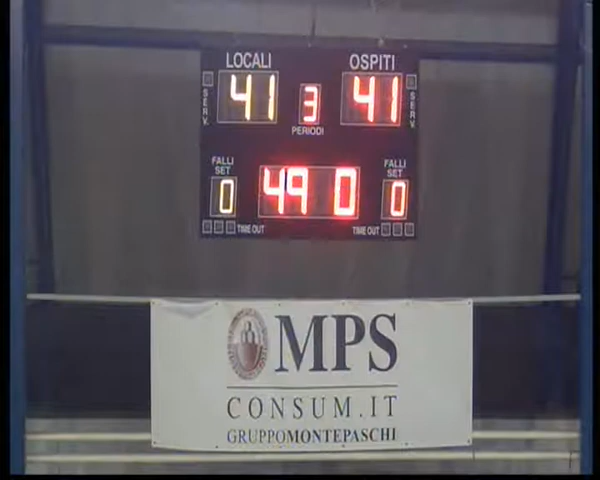 LOCALI OSPITI
41 3 41
SERV. SERV.
PERIODI
FALLI SET FALLI SET
0 49 0 0
TIME OUT TIME OUT
MPS
CONSUM.IT
GRUPPOMONTEPASCHI